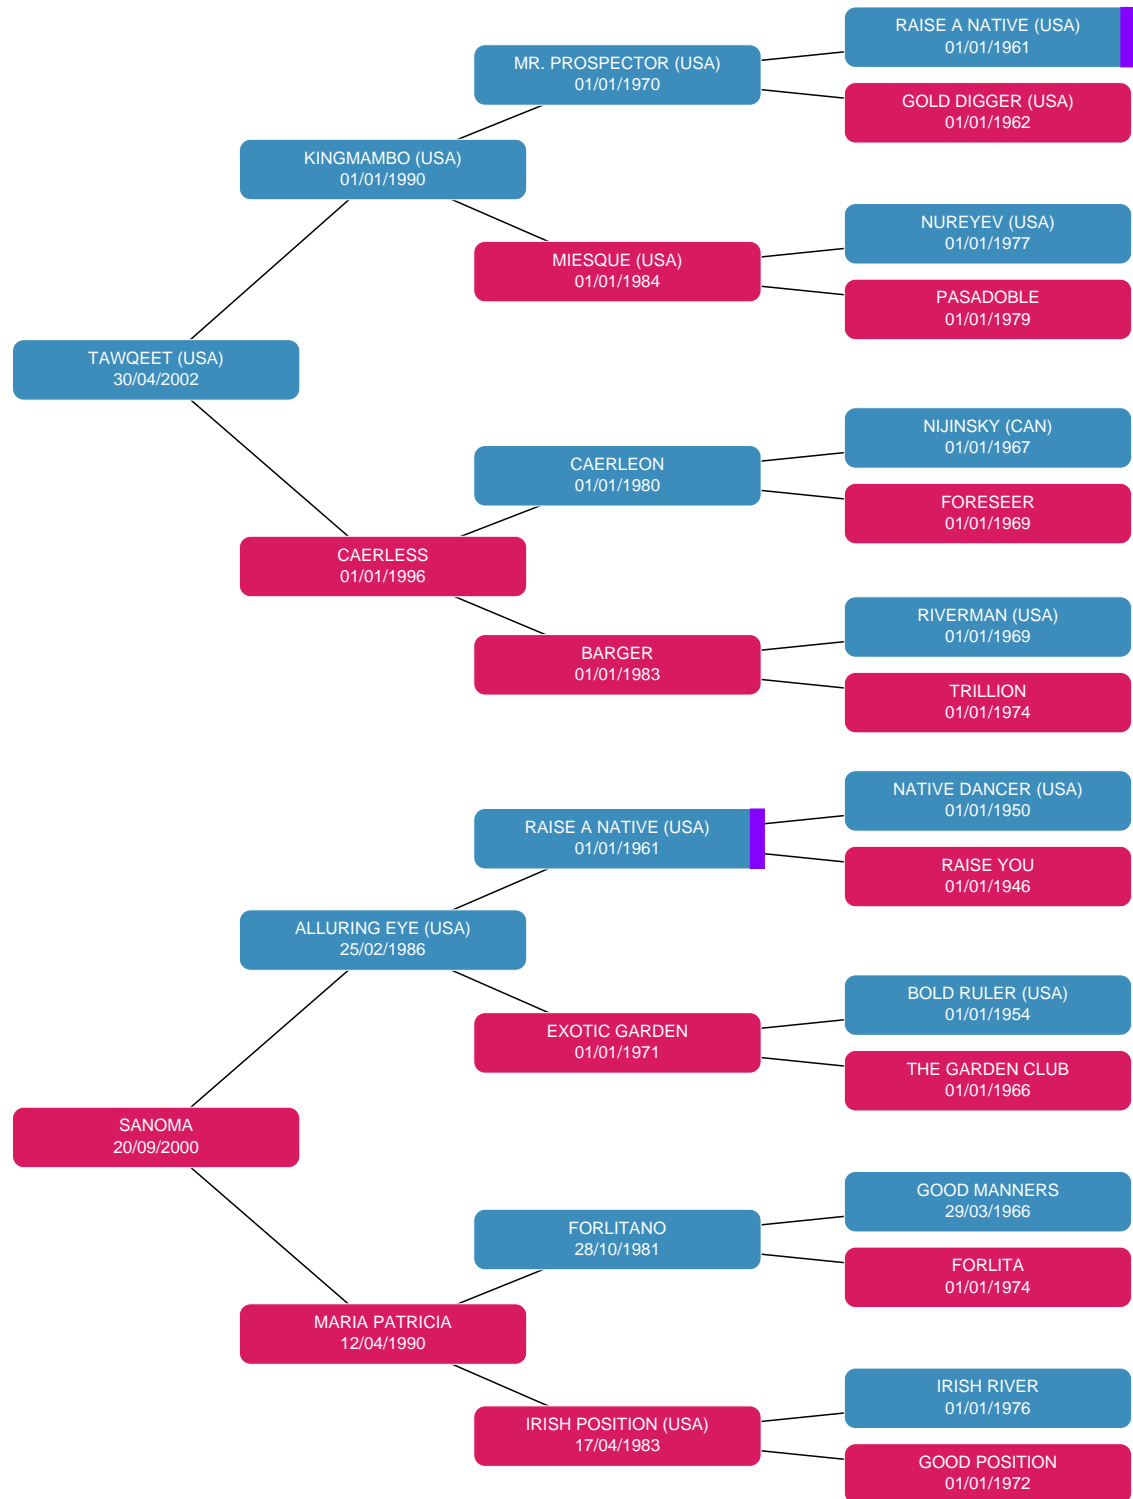 RAISE A NATIVE (USA)
01/01/1961
MR. PROSPECTOR (USA)
01/01/1970
GOLD DIGGER (USA)
01/01/1962
KINGMAMBO (USA)
01/01/1990
NUREYEV (USA)
01/01/1977
MIESQUE (USA)
01/01/1984
PASADOBLE
01/01/1979
TAWQEET (USA)
30/04/2002
NIJINSKY (CAN)
01/01/1967
CAERLEON
01/01/1980
FORESEER
01/01/1969
CAERLESS
01/01/1996
RIVERMAN (USA)
01/01/1969
BARGER
01/01/1983
TRILLION
01/01/1974
NATIVE DANCER (USA)
01/01/1950
RAISE A NATIVE (USA)
01/01/1961
RAISE YOU
01/01/1946
ALLURING EYE (USA)
25/02/1986
BOLD RULER (USA)
01/01/1954
EXOTIC GARDEN
01/01/1971
THE GARDEN CLUB
01/01/1966
SANOMA
20/09/2000
GOOD MANNERS
29/03/1966
FORLITANO
28/10/1981
FORLITA
01/01/1974
MARIA PATRICIA
12/04/1990
IRISH RIVER
01/01/1976
IRISH POSITION (USA)
17/04/1983
GOOD POSITION
01/01/1972